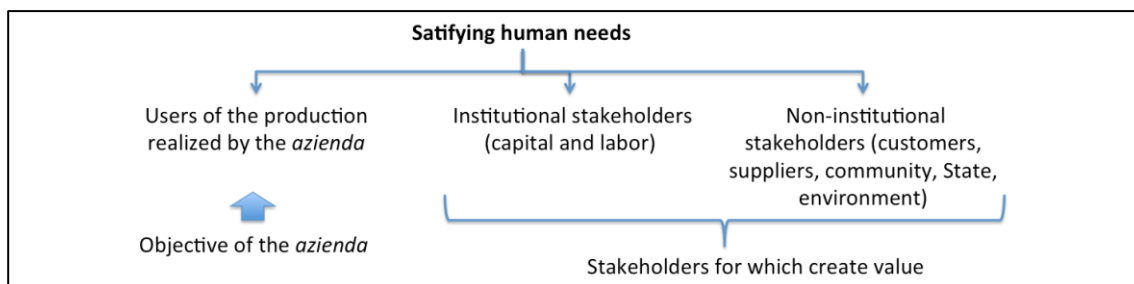 Satifying human needs
Users of the production
realized by the azienda
Institutional stakeholders
(capital and labor)
Non-institutional
stakeholders (customers,
suppliers, community, State,
environment)
Objective of the azienda
Stakeholders for which create value